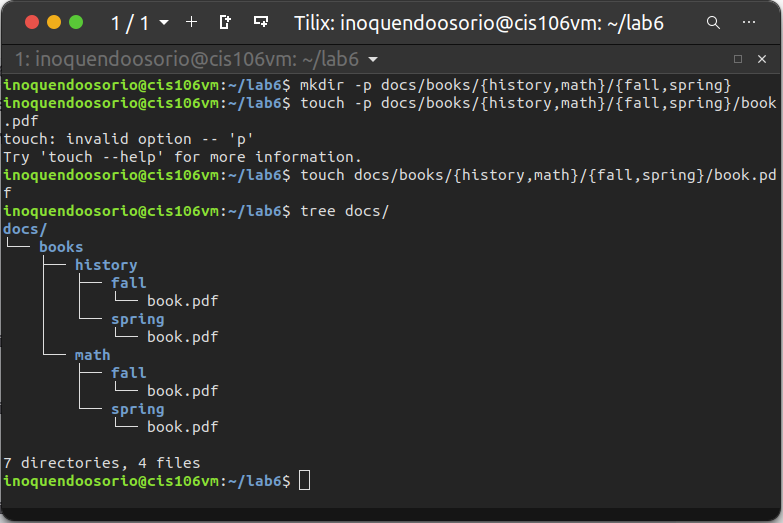 1 / 1 Tilix: inoquendoosorio@cis106vm: ~/lab6
1: inoquendoosorio@cis106vm: ~/lab6
inoquendoosorio@cis106vm:~/lab6$ mkdir -p docs/books/{history,math}/{fall,spring}
inoquendoosorio@cis106vm:~/lab6$ touch -p docs/books/{history,math}/{fall,spring}/book
.pdf
touch: invalid option -- 'p'
Try 'touch --help' for more information.
inoquendoosorio@cis106vm:~/lab6$ touch docs/books/{history,math}/{fall,spring}/book.pd
f
inoquendoosorio@cis106vm:~/lab6$ tree docs/
docs/
└── books
    ├── history
    │   ├── fall
    │   │   └── book.pdf
    │   └── spring
    │       └── book.pdf
    └── math
        ├── fall
        │   └── book.pdf
        └── spring
            └── book.pdf

7 directories, 4 files
inoquendoosorio@cis106vm:~/lab6$